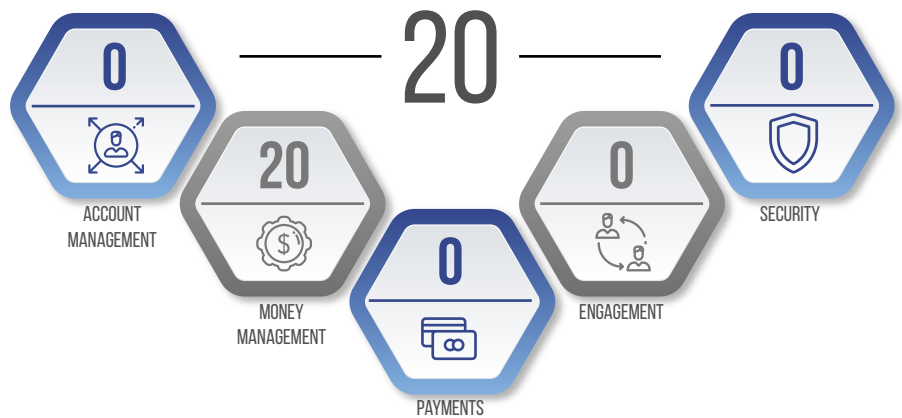 20
0
ACCOUNT
MANAGEMENT
20
$
MONEY
MANAGEMENT
0
PAYMENTS
0
ENGAGEMENT
0
SECURITY